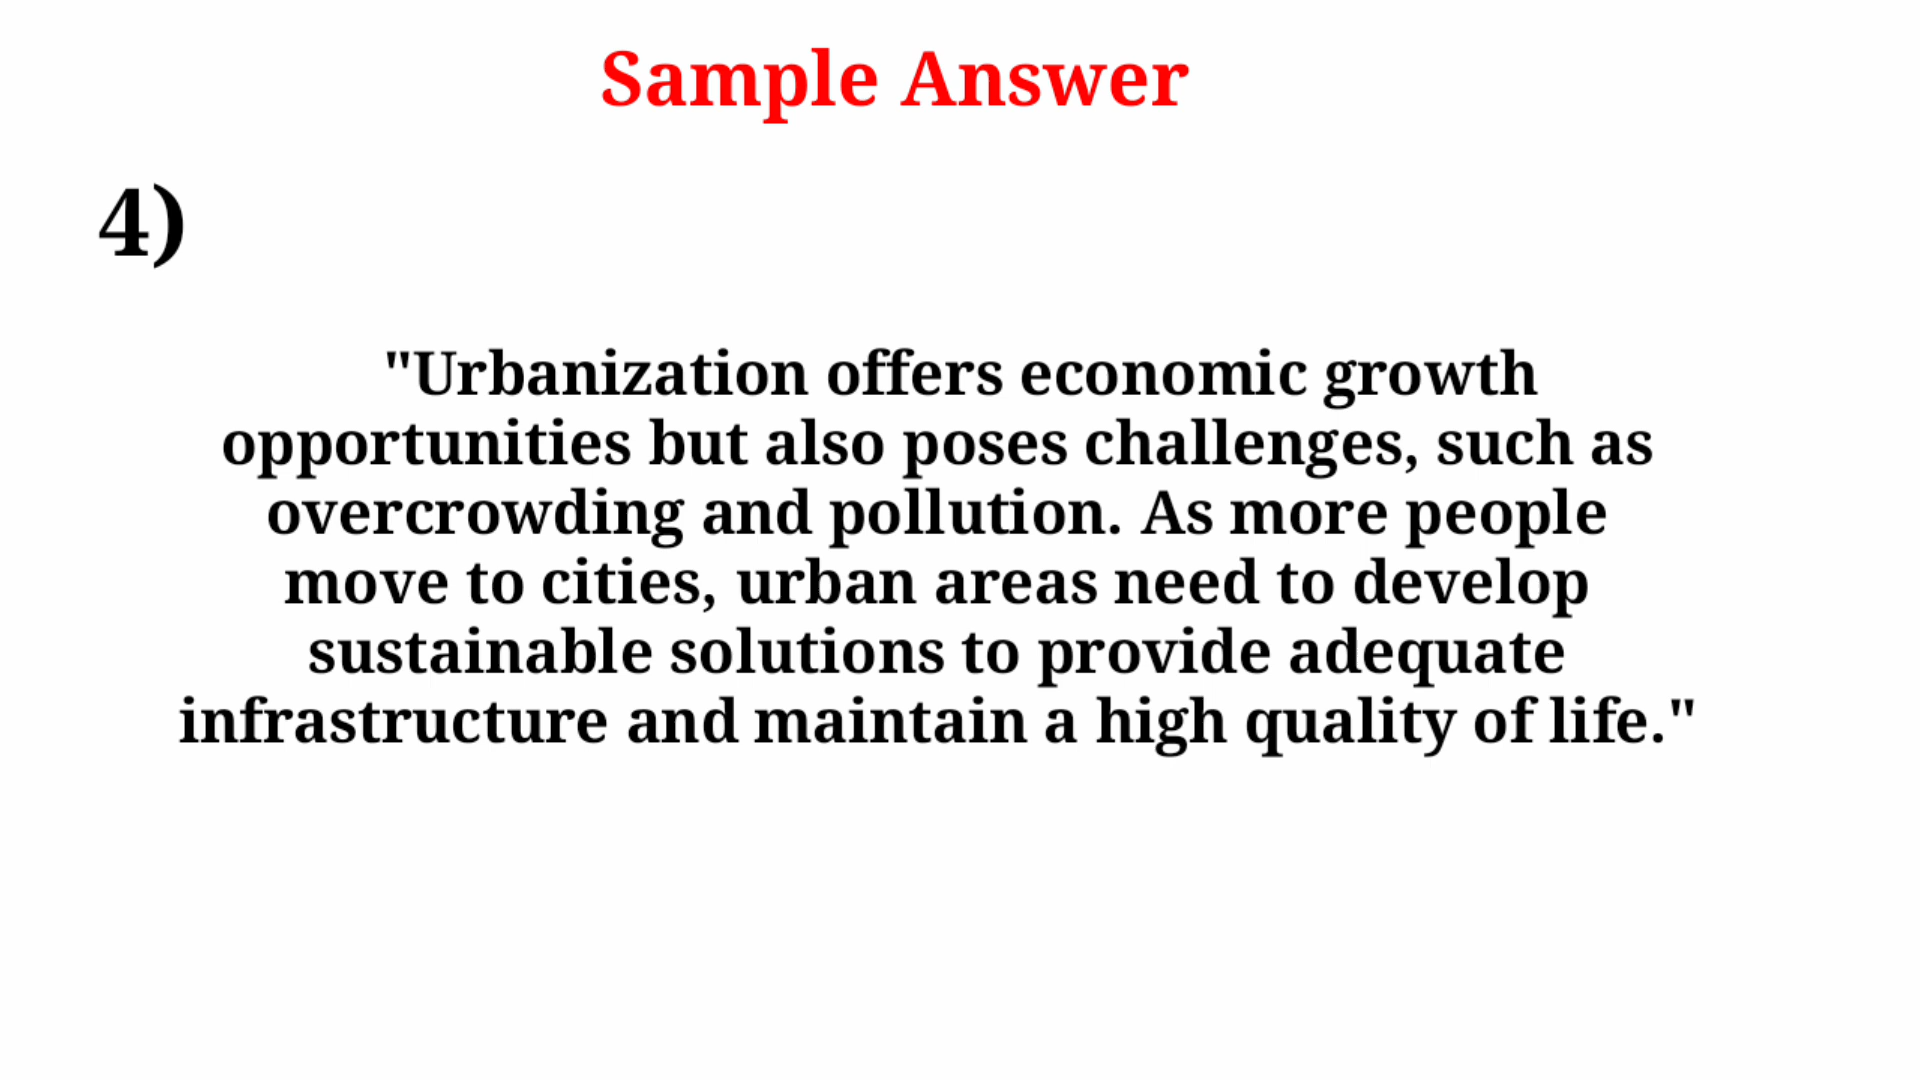 Sample Answer
4)
"Urbanization offers economic growth
opportunities but also poses challenges, such as
overcrowding and pollution. As more people
move to cities, urban areas need to develop
sustainable solutions to provide adequate
infrastructure and maintain a high quality of life."